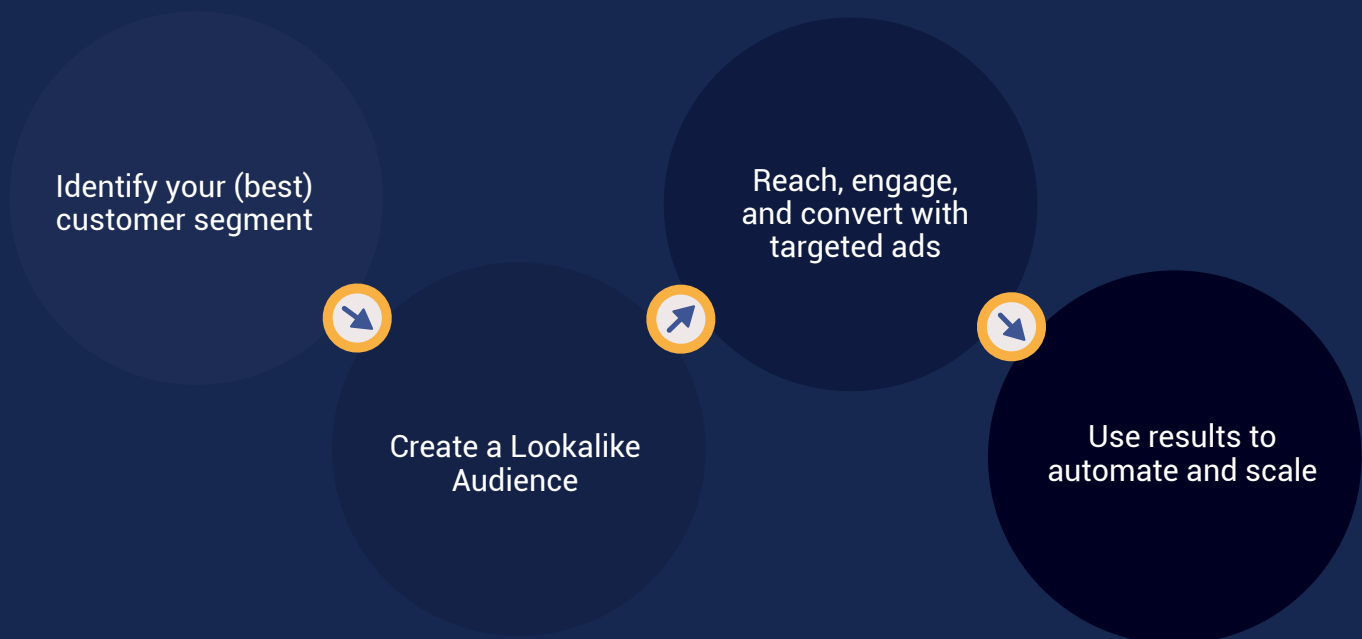 Identify your (best)
customer segment
Create a Lookalike
Audience
Reach, engage,
and convert with
targeted ads
Use results to
automate and scale